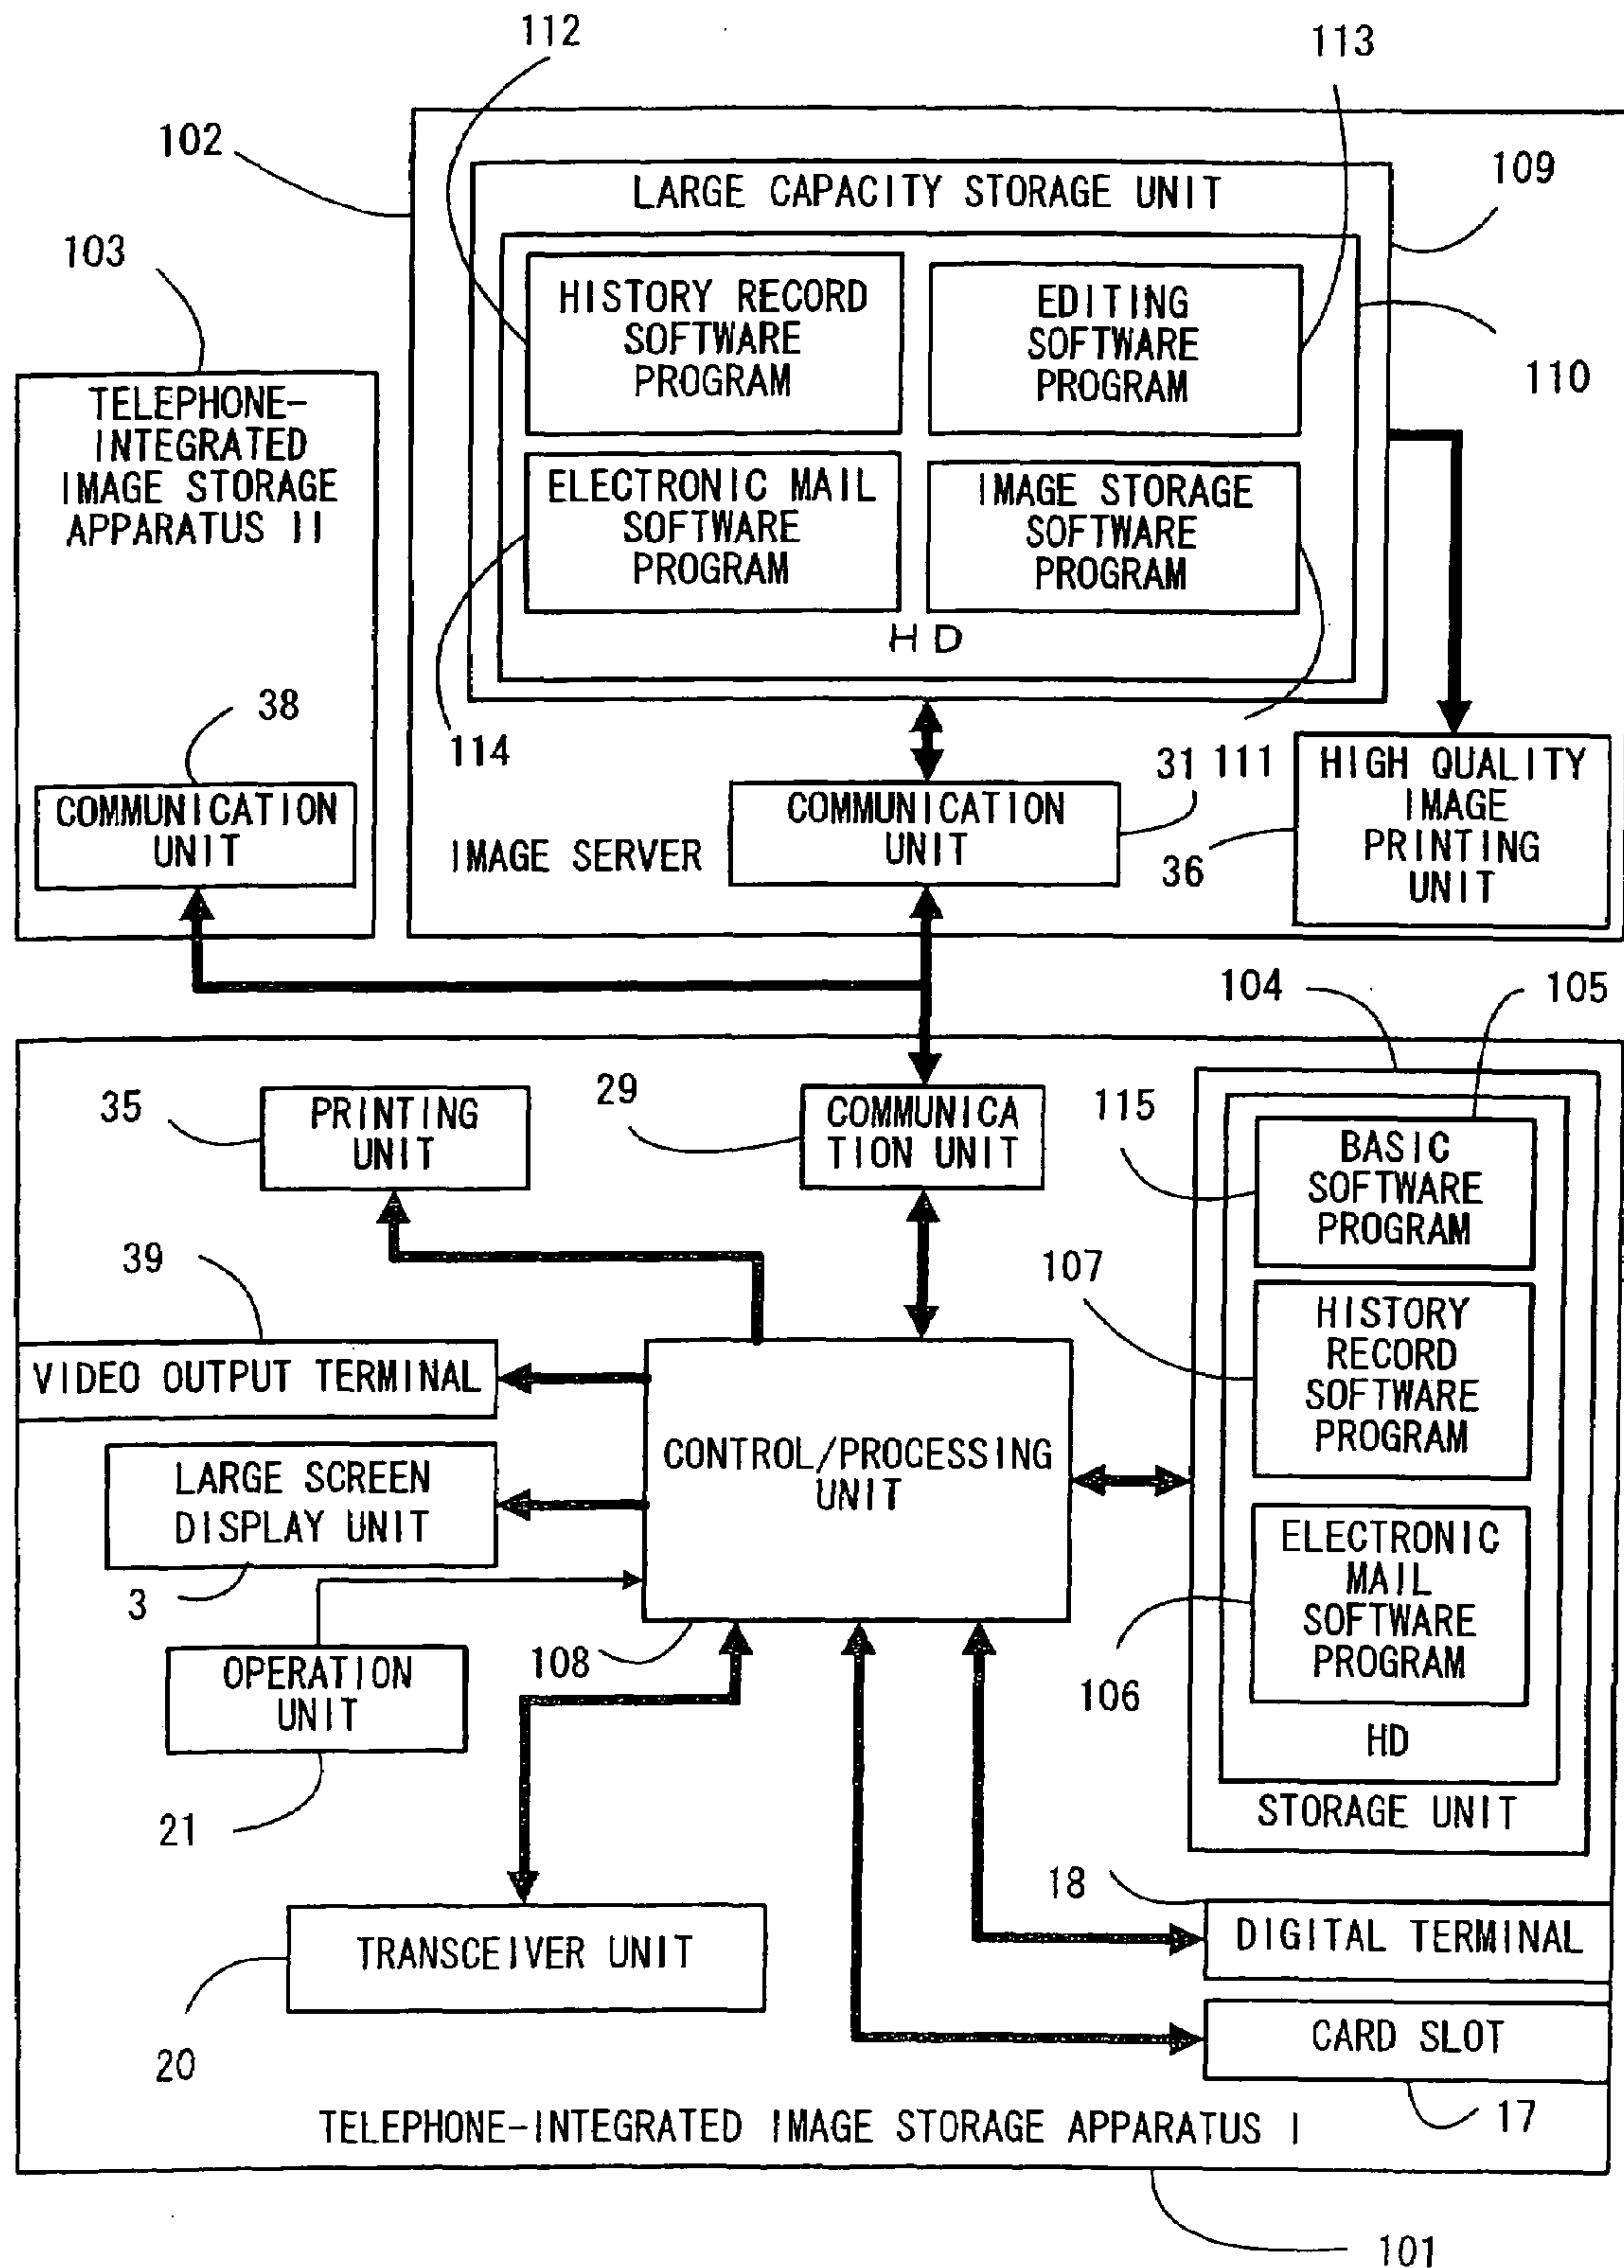 112
113
102
109
LARGE CAPACITY STORAGE UNIT
103
HISTORY RECORD
SOFTWARE
PROGRAM
EDITING
SOFTWARE
PROGRAM
110
TELEPHONE-
INTEGRATED
IMAGE STORAGE
APPARATUS II
ELECTRONIC MAIL
SOFTWARE
PROGRAM
IMAGE STORAGE
SOFTWARE
PROGRAM
HD
38
114
31
111
COMMUNICATION
UNIT
IMAGE SERVER
COMMUNICATION
UNIT
36
HIGH QUALITY
IMAGE
PRINTING
UNIT
104
105
35
PRINTING
UNIT
29
COMMUNICA
TION UNIT
115
BASIC
SOFTWARE
PROGRAM
39
107
HISTORY
RECORD
SOFTWARE
PROGRAM
VIDEO OUTPUT TERMINAL
CONTROL/PROCESSING
UNIT
LARGE SCREEN
DISPLAY UNIT
3
ELECTRONIC
MAIL
SOFTWARE
PROGRAM
108
106
OPERATION
UNIT
HD
21
STORAGE UNIT
18
DIGITAL TERMINAL
TRANSCEIVER UNIT
20
CARD SLOT
17
TELEPHONE-INTEGRATED IMAGE STORAGE APPARATUS I
101